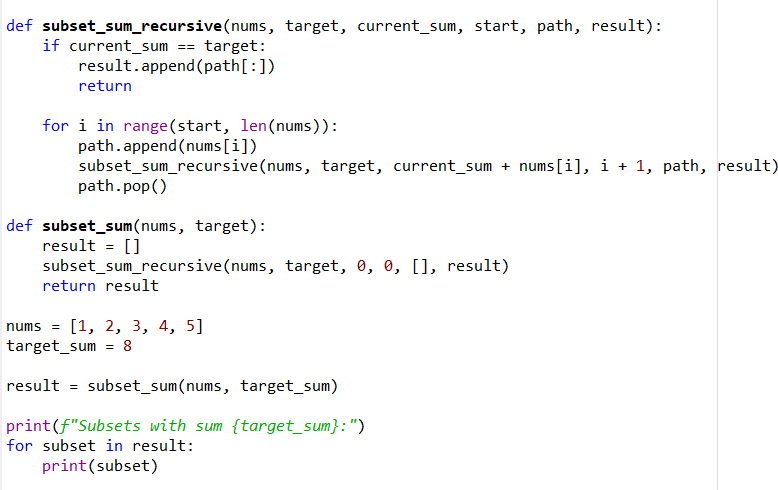 def subset_sum_recursive(nums, target, current_sum, start, path, result):
    if current_sum == target:
        result.append(path[:])
        return

    for i in range(start, len(nums)):
        path.append(nums[i])
        subset_sum_recursive(nums, target, current_sum + nums[i], i + 1, path, result)
        path.pop()

def subset_sum(nums, target):
    result = []
    subset_sum_recursive(nums, target, 0, 0, [], result)
    return result

nums = [1, 2, 3, 4, 5]
target_sum = 8

result = subset_sum(nums, target_sum)

print(f"Subsets with sum {target_sum}:")
for subset in result:
    print(subset)